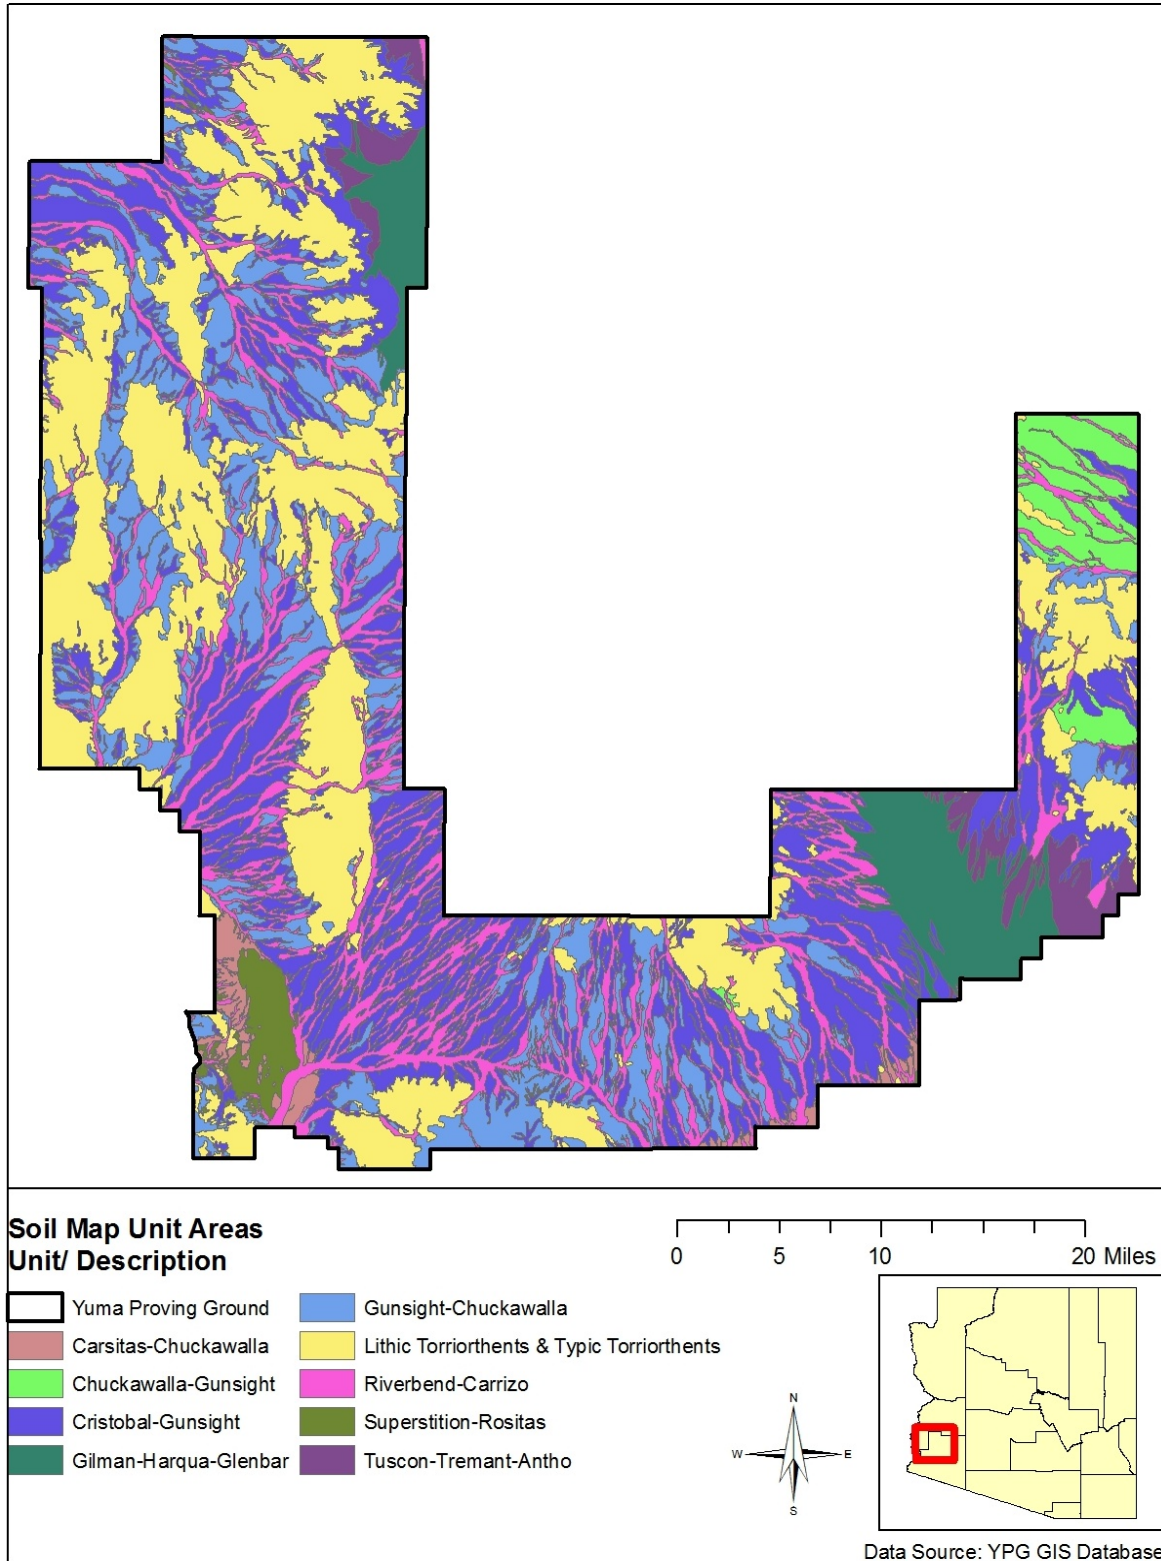 Soil Map Unit Areas
Unit/ Description
0 5 10 20 Miles
Yuma Proving Ground
Carsitas-Chuckawalla
Chuckawalla-Gunsight
Cristobal-Gunsight
Gilman-Harqua-Glenbar
Gunsight-Chuckawalla
Lithic Torriorthents & Typic Torriorthents
Riverbend-Carrizo
Superstition-Rositas
Tuscon-Tremant-Antho
N
W E
S
Data Source: YPG GIS Database